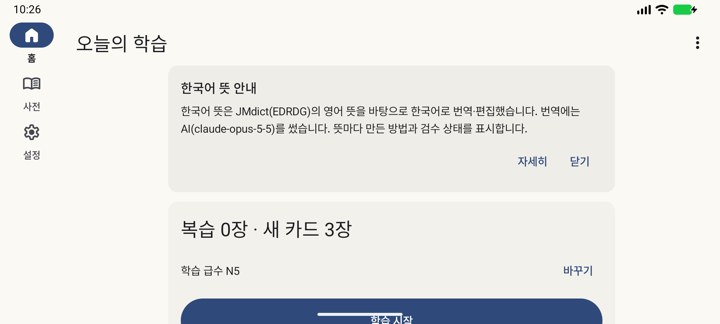 10:26
오늘의 학습
홈
사전
설정
한국어 뜻 안내
한국어 뜻은 JMdict(EDRDG)의 영어 뜻을 바탕으로 한국어로 번역·편집했습니다. 번역에는
AI(claude-opus-5-5)를 썼습니다. 뜻마다 만든 방법과 검수 상태를 표시합니다.
자세히 닫기
복습 0장 · 새 카드 3장
학습 급수 N5 바꾸기
학습 시작